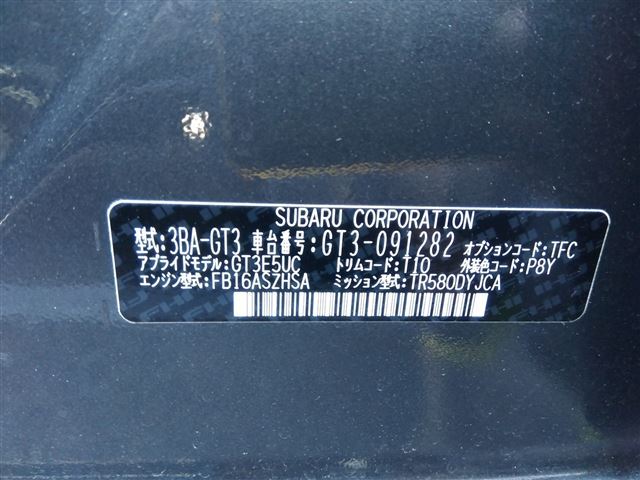 SUBARU CORPORATION
型式:3BA-GT3 車台番号:GT3-091282 オプションコード:TFC
アプライドモデル:GT3E5UC トリムコード:T10 外装色コード:P8Y
エンジン型式:FB16ASZHSA ミッション型式:TR580DYJCA